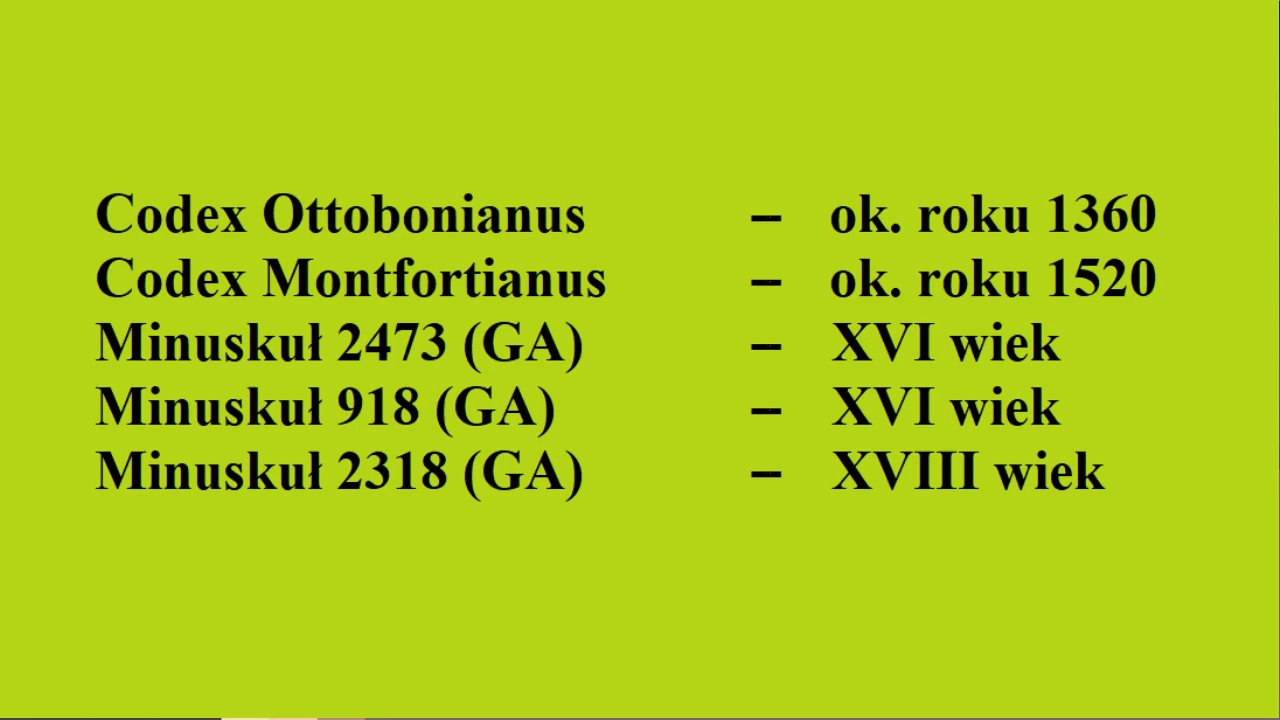 Codex Ottobonianus – ok. roku 1360
Codex Montfortianus – ok. roku 1520
Minuskuł 2473 (GA) – XVI wiek
Minuskuł 918 (GA) – XVI wiek
Minuskuł 2318 (GA) – XVIII wiek